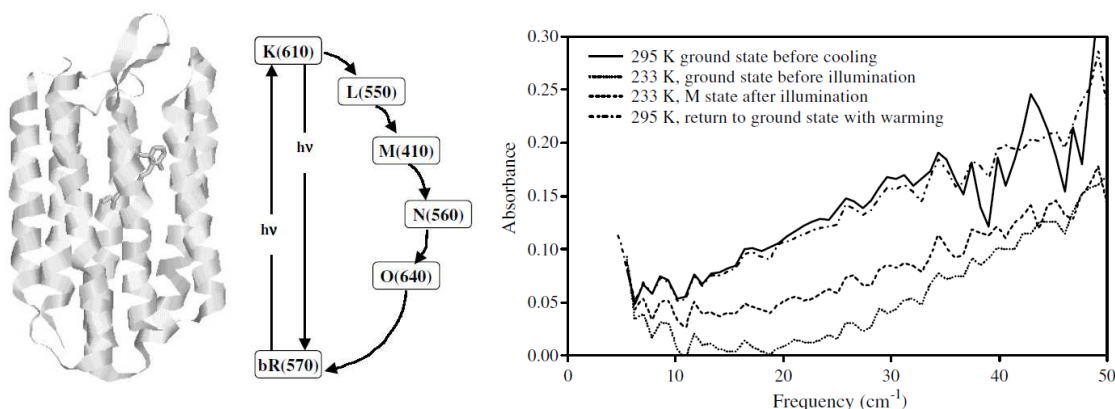 K(610)
L(550)
M(410)
N(560)
O(640)
bR(570)
hν
hν
295 K ground state before cooling
233 K, ground state before illumination
233 K, M state after illumination
295 K, return to ground state with warming
Absorbance
0.30
0.25
0.20
0.15
0.10
0.05
0.00
0 10 20 30 40 50
Frequency (cm⁻¹)